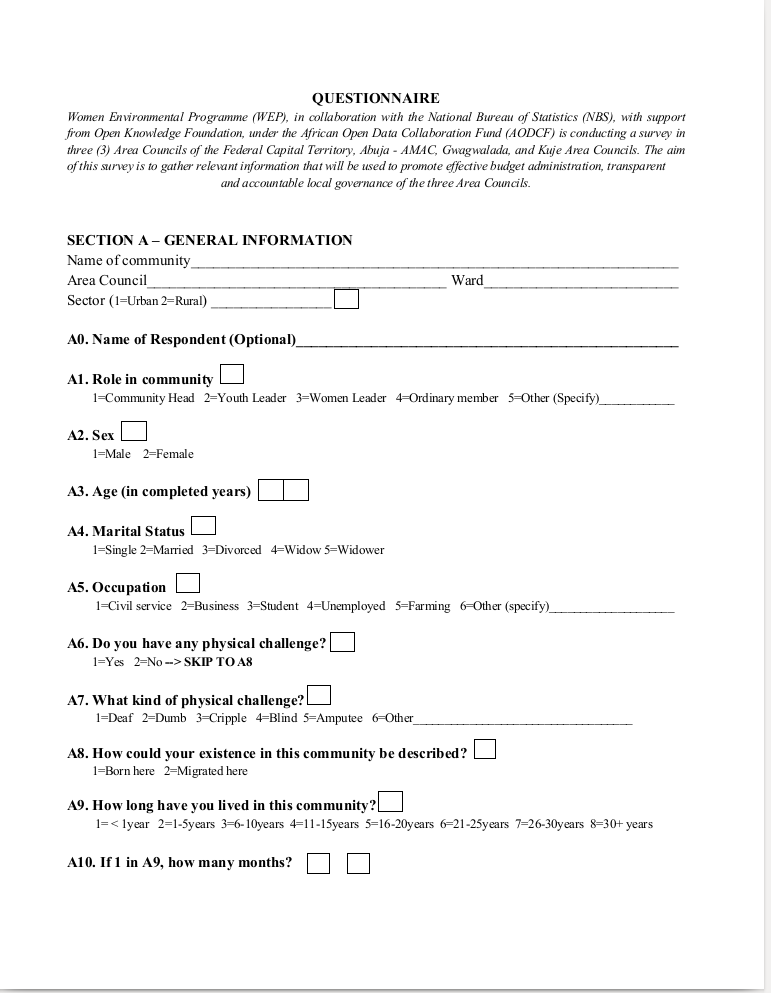 QUESTIONNAIRE
Women Environmental Programme (WEP), in collaboration with the National Bureau of Statistics (NBS), with support
from Open Knowledge Foundation, under the African Open Data Collaboration Fund (AODCF) is conducting a survey in
three (3) Area Councils of the Federal Capital Territory, Abuja - AMAC, Gwagwalada, and Kuje Area Councils. The aim
of this survey is to gather relevant information that will be used to promote effective budget administration, transparent
and accountable local governance of the three Area Councils.
SECTION A – GENERAL INFORMATION
Name of community_______________
Area Council_______________ Ward_______________
Sector (1=Urban 2=Rural) _______________
A0. Name of Respondent (Optional)_______________
A1. Role in community
1=Community Head 2=Youth Leader 3=Women Leader 4=Ordinary member 5=Other (Specify)____________
A2. Sex
1=Male 2=Female
A3. Age (in completed years)
A4. Marital Status
1=Single 2=Married 3=Divorced 4=Widow 5=Widower
A5. Occupation
1=Civil service 2=Business 3=Student 4=Unemployed 5=Farming 6=Other (specify)____________________
A6. Do you have any physical challenge?
1=Yes 2=No --> SKIP TO A8
A7. What kind of physical challenge?
1=Deaf 2=Dumb 3=Cripple 4=Blind 5=Amputee 6=Other_______________
A8. How could your existence in this community be described?
1=Born here 2=Migrated here
A9. How long have you lived in this community?
1= < 1year 2=1-5years 3=6-10years 4=11-15years 5=16-20years 6=21-25years 7=26-30years 8=30+ years
A10. If 1 in A9, how many months?